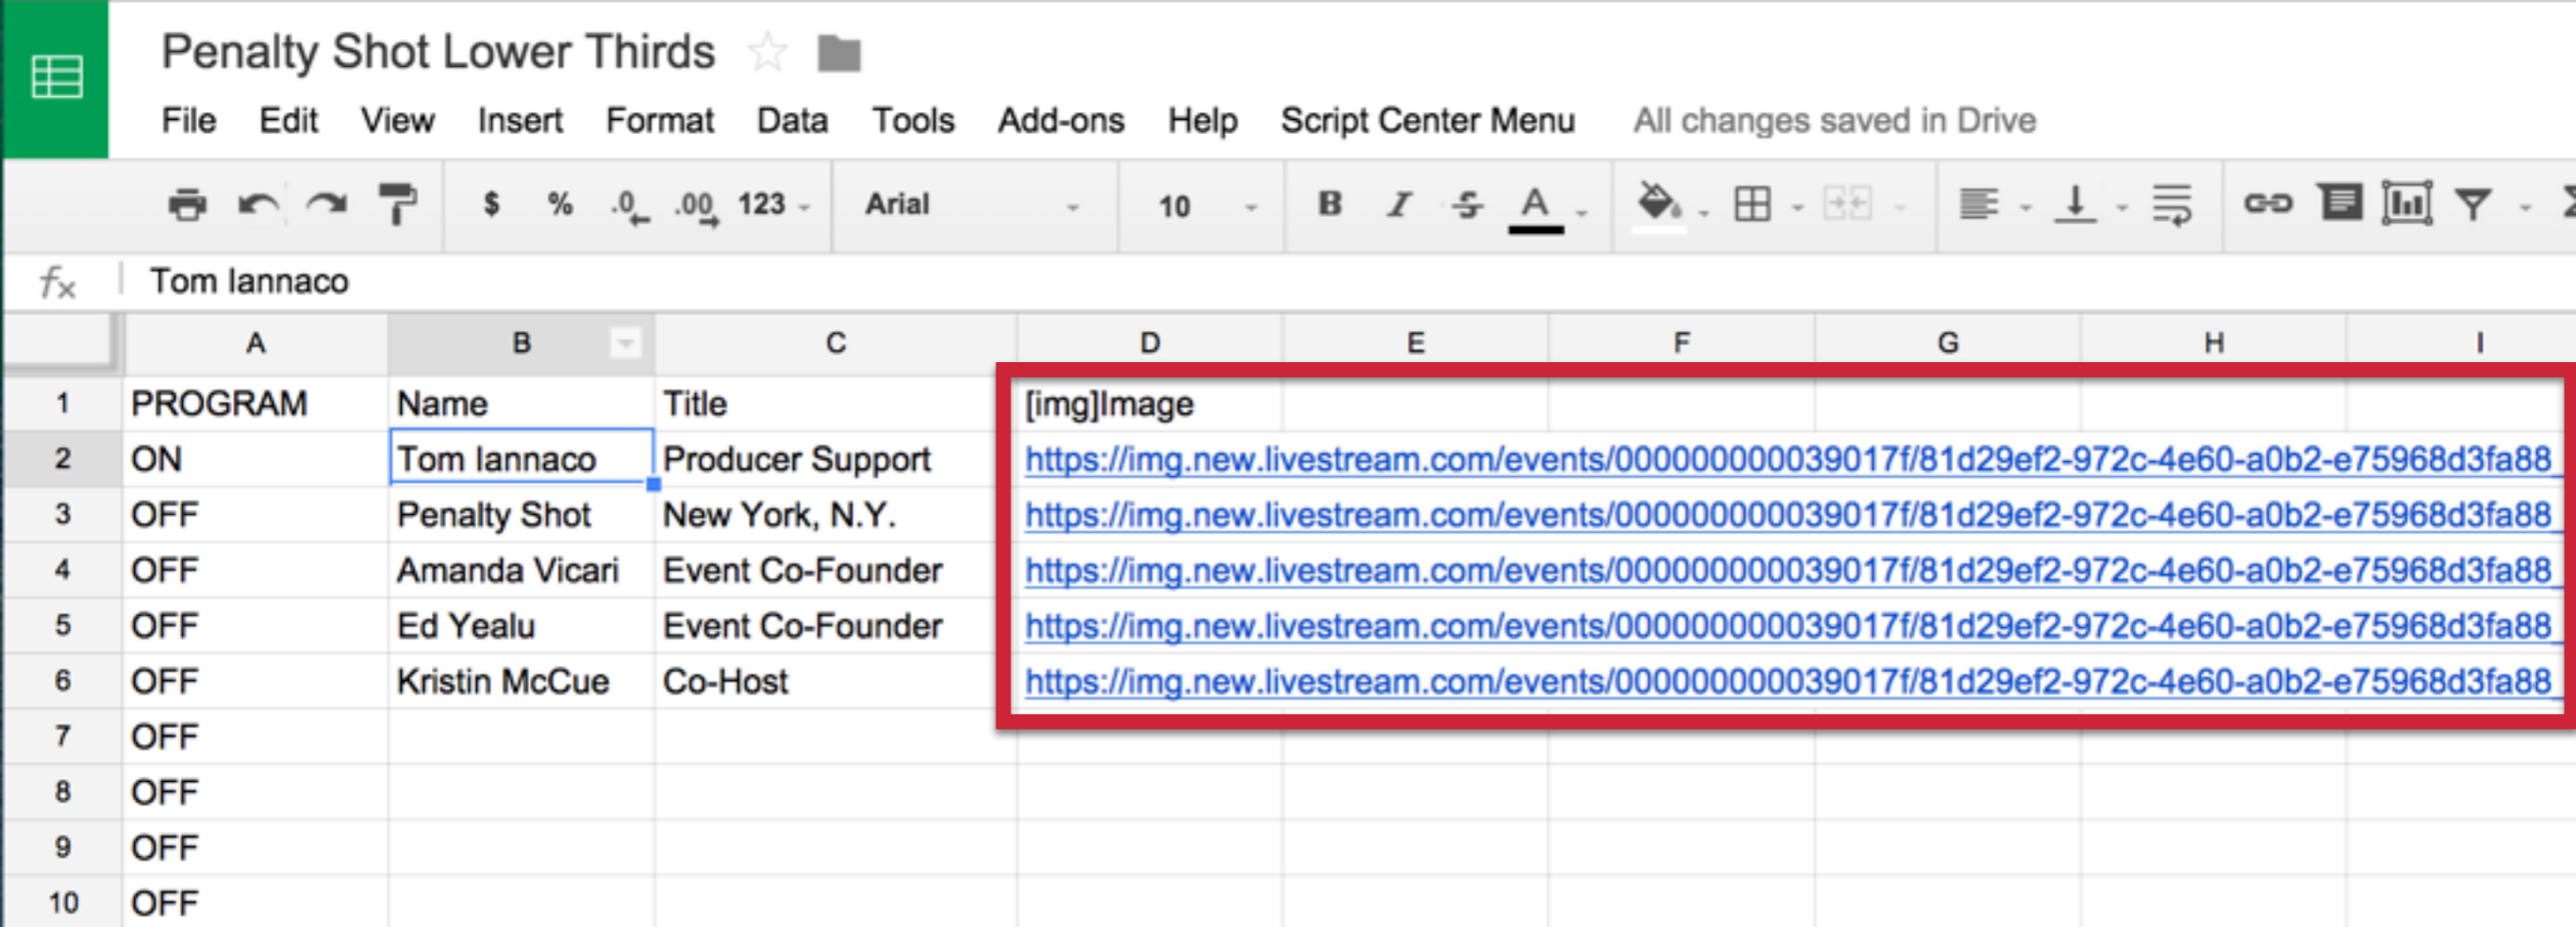 Penalty Shot Lower Thirds
File Edit View Insert Format Data Tools Add-ons Help Script Center Menu All changes saved in Drive
$ % .0 .00 123 Arial 10 B I S A
fx Tom Iannaco
A B C D E F G H I
1 PROGRAM Name Title [img]Image
2 ON Tom Iannaco Producer Support https://img.new.livestream.com/events/000000000039017f/81d29ef2-972c-4e60-a0b2-e75968d3fa88_
3 OFF Penalty Shot New York, N.Y. https://img.new.livestream.com/events/000000000039017f/81d29ef2-972c-4e60-a0b2-e75968d3fa88_
4 OFF Amanda Vicari Event Co-Founder https://img.new.livestream.com/events/000000000039017f/81d29ef2-972c-4e60-a0b2-e75968d3fa88_
5 OFF Ed Yealu Event Co-Founder https://img.new.livestream.com/events/000000000039017f/81d29ef2-972c-4e60-a0b2-e75968d3fa88_
6 OFF Kristin McCue Co-Host https://img.new.livestream.com/events/000000000039017f/81d29ef2-972c-4e60-a0b2-e75968d3fa88_
7 OFF
8 OFF
9 OFF
10 OFF